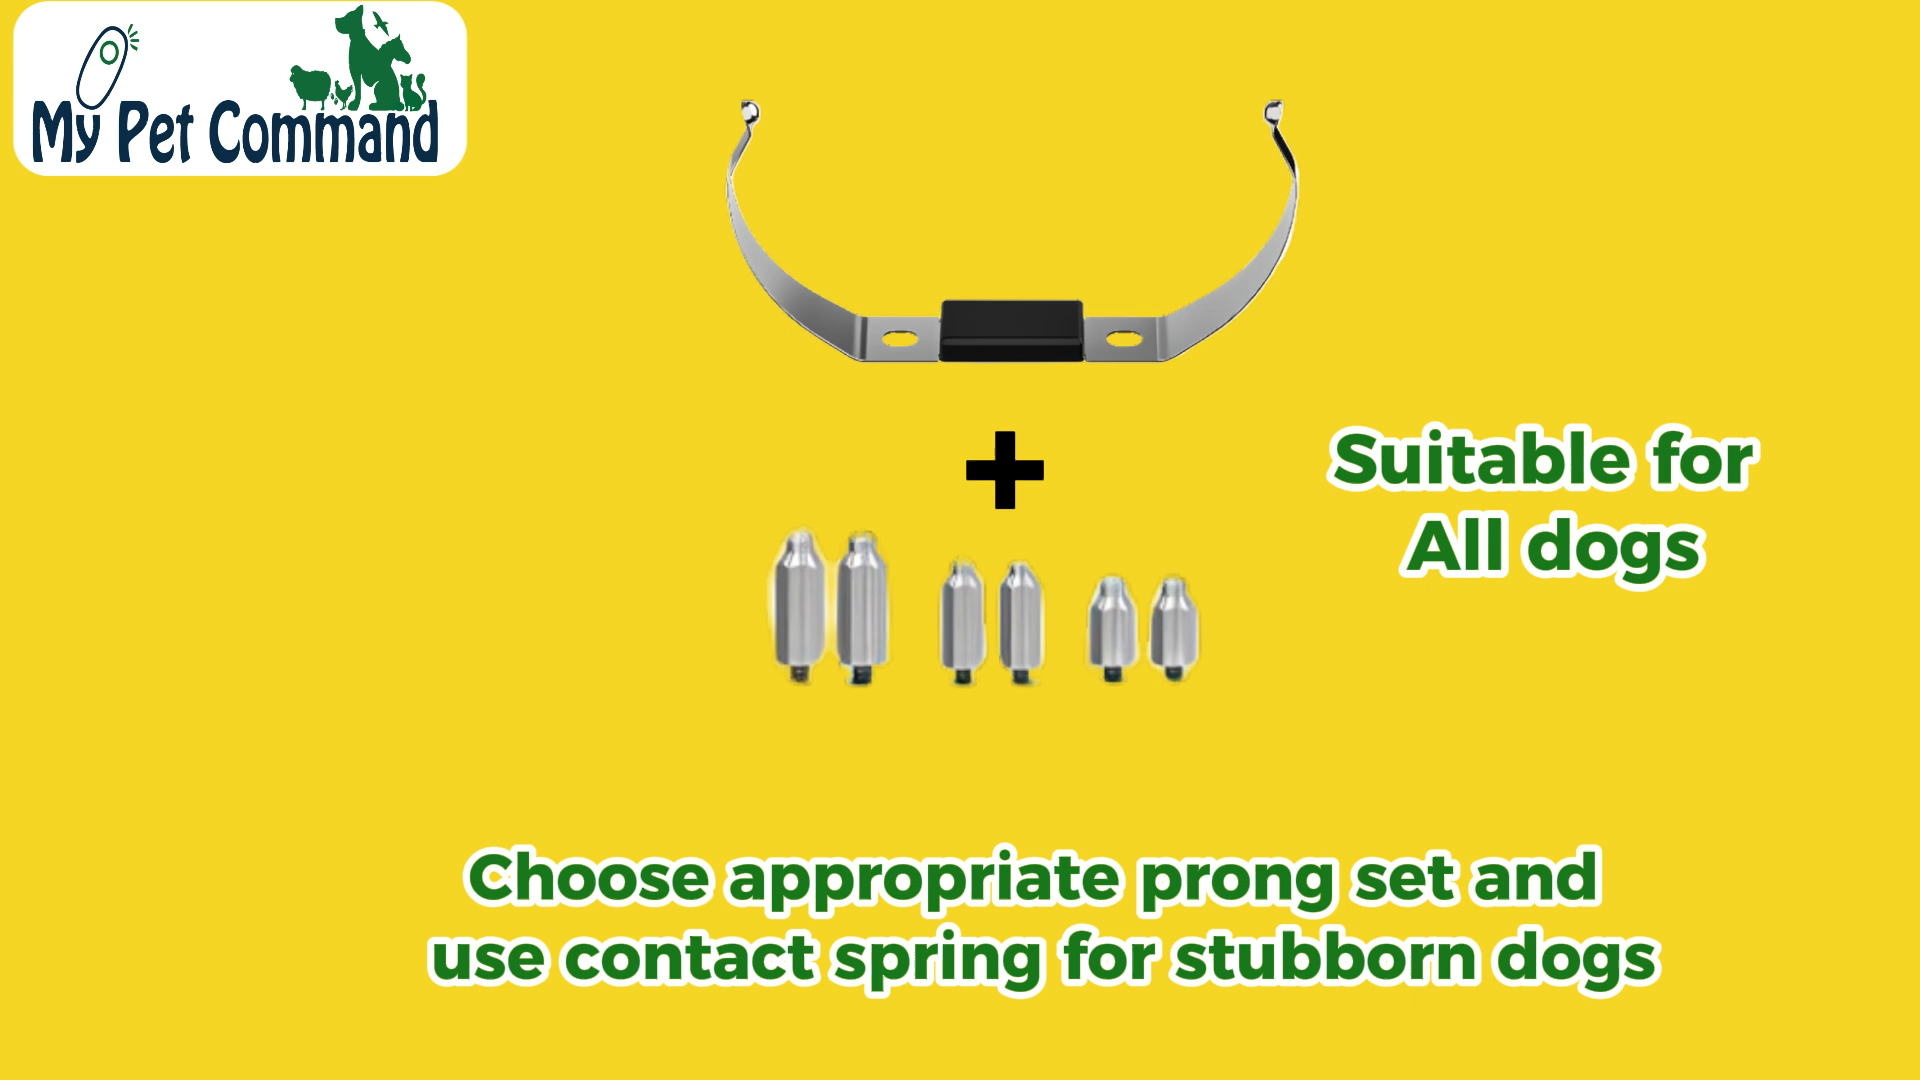 My Pet Command
Suitable for
All dogs
Choose appropriate prong set and
use contact spring for stubborn dogs